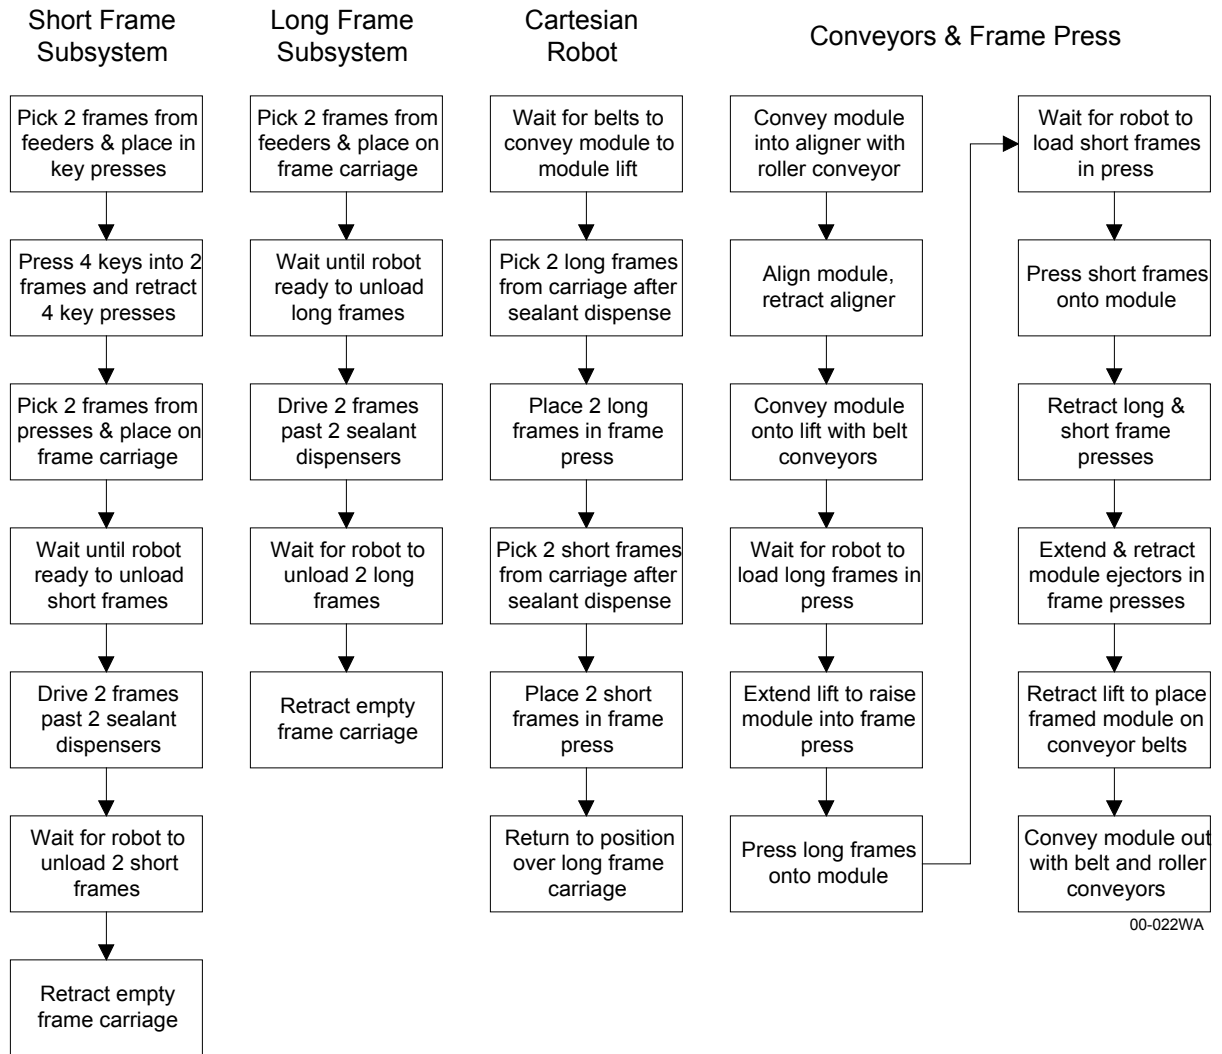 Short Frame
Subsystem
Long Frame
Subsystem
Cartesian
Robot
Conveyors & Frame Press
Pick 2 frames from
feeders & place in
key presses
Press 4 keys into 2
frames and retract
4 key presses
Pick 2 frames from
presses & place on
frame carriage
Wait until robot
ready to unload
short frames
Drive 2 frames
past 2 sealant
dispensers
Wait for robot to
unload 2 short
frames
Retract empty
frame carriage
Pick 2 frames from
feeders & place on
frame carriage
Wait until robot
ready to unload
long frames
Drive 2 frames
past 2 sealant
dispensers
Wait for robot to
unload 2 long
frames
Retract empty
frame carriage
Wait for belts to
convey module to
module lift
Pick 2 long frames
from carriage after
sealant dispense
Place 2 long
frames in frame
press
Pick 2 short frames
from carriage after
sealant dispense
Place 2 short
frames in frame
press
Return to position
over long frame
carriage
Convey module
into aligner with
roller conveyor
Align module,
retract aligner
Convey module
onto lift with belt
conveyors
Wait for robot to
load long frames in
press
Extend lift to raise
module into frame
press
Press long frames
onto module
Wait for robot to
load short frames
in press
Press short frames
onto module
Retract long &
short frame
presses
Extend & retract
module ejectors in
frame presses
Retract lift to place
framed module on
conveyor belts
Convey module out
with belt and roller
conveyors
00-022WA